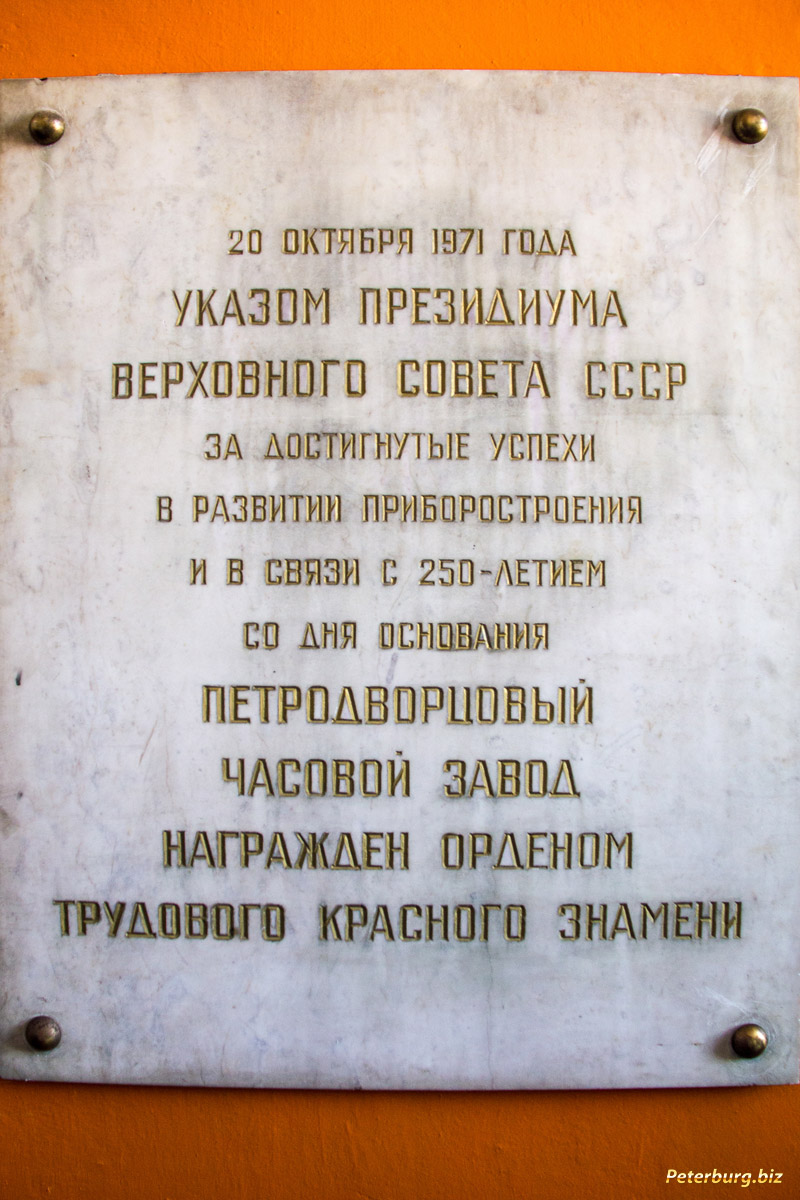 20 ОКТЯБРЯ 1971 ГОДА
УКАЗОМ ПРЕЗИДИУМА
ВЕРХОВНОГО СОВЕТА СССР
ЗА ДОСТИГНУТЫЕ УСПЕХИ
В РАЗВИТИИ ПРИБОРОСТРОЕНИЯ
И В СВЯЗИ С 250-ЛЕТИЕМ
СО ДНЯ ОСНОВАНИЯ
ПЕТРОДВОРЦОВЫЙ
ЧАСОВОЙ ЗАВОД
НАГРАЖДЕН ОРДЕНОМ
ТРУДОВОГО КРАСНОГО ЗНАМЕНИ
Peterburg.biz